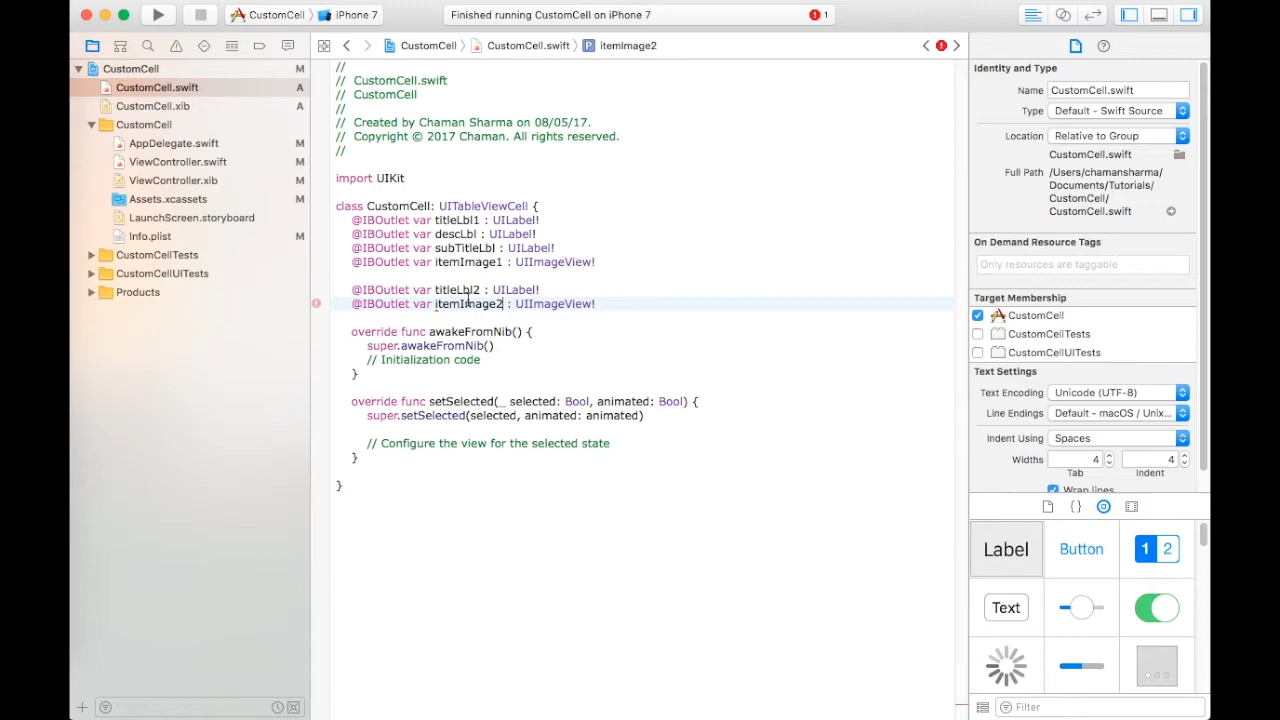 CustomCell
iPhone 7
Finished running CustomCell on iPhone 7
1
CustomCell
CustomCell.swift
P
itemImage2
CustomCell M
CustomCell.swift A
CustomCell.xib A
CustomCell
AppDelegate.swift M
ViewController.swift M
ViewController.xib M
Assets.xcassets M
LaunchScreen.storyboard
Info.plist M
CustomCellTests
CustomCellUITests
Products
//
// CustomCell.swift
// CustomCell
//
// Created by Chaman Sharma on 08/05/17.
// Copyright © 2017 Chaman. All rights reserved.
//
import UIKit
class CustomCell: UITableViewCell {
@IBOutlet var titleLbl1 : UILabel!
@IBOutlet var descLbl : UILabel!
@IBOutlet var subTitleLbl : UILabel!
@IBOutlet var itemImage1 : UIImageView!
@IBOutlet var titleLbl2 : UILabel!
@IBOutlet var itemImage2 : UIImageView!
override func awakeFromNib() {
super.awakeFromNib()
// Initialization code
}
override func setSelected(_ selected: Bool, animated: Bool) {
super.setSelected(selected, animated: animated)
// Configure the view for the selected state
}
}
Identity and Type
Name CustomCell.swift
Type Default - Swift Source
Location Relative to Group
CustomCell.swift
Full Path /Users/chamansharma/
Documents/Tutorials/
CustomCell/
CustomCell.swift
On Demand Resource Tags
Only resources are taggable
Target Membership
CustomCell
CustomCellTests
CustomCellUITests
Text Settings
Text Encoding Unicode (UTF-8)
Line Endings Default - macOS / Unix...
Indent Using Spaces
Widths 4 4
Tab Indent
Wrap lines
Label Button 1 2
Text
Filter